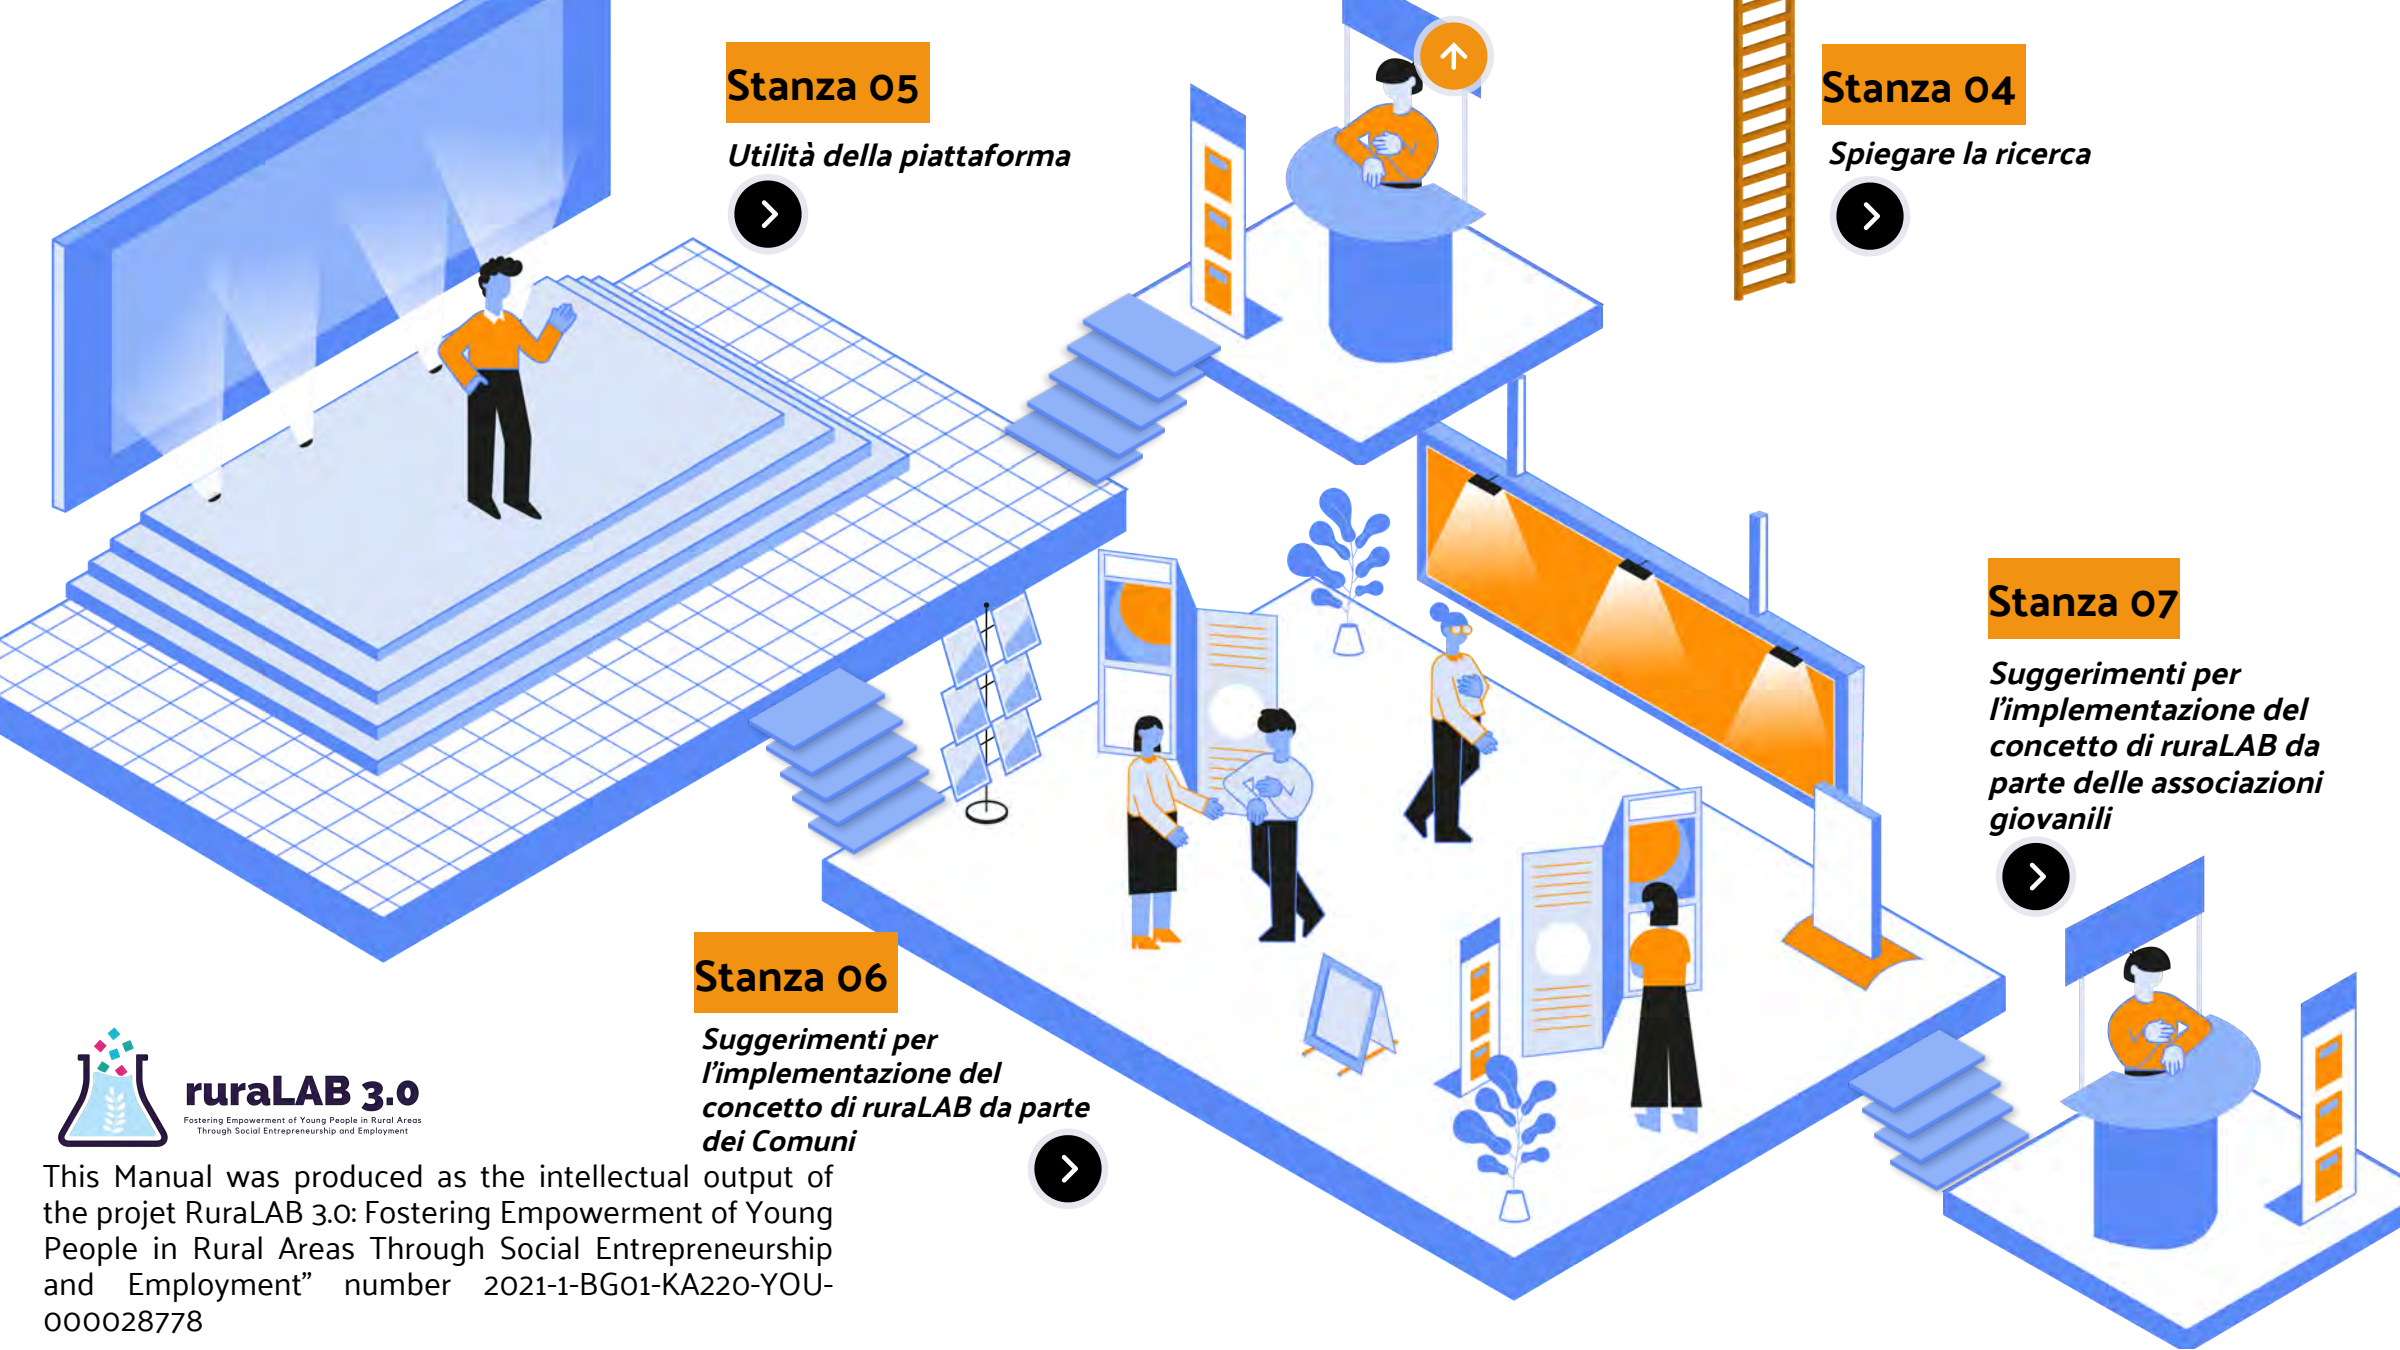 Stanza 05
Utilità della piattaforma
Stanza 04
Spiegare la ricerca
Stanza 07
Suggerimenti per
l'implementazione del
concetto di ruraLAB da
parte delle associazioni
giovanili
Stanza 06
Suggerimenti per
l'implementazione del
concetto di ruraLAB da parte
dei Comuni
ruraLAB 3.0
Fostering Empowerment of Young People in Rural Areas
Through Social Entrepreneurship and Employment
This Manual was produced as the intellectual output of
the projet RuraLAB 3.0: Fostering Empowerment of Young
People in Rural Areas Through Social Entrepreneurship
and Employment” number 2021-1-BG01-KA220-YOU-
000028778